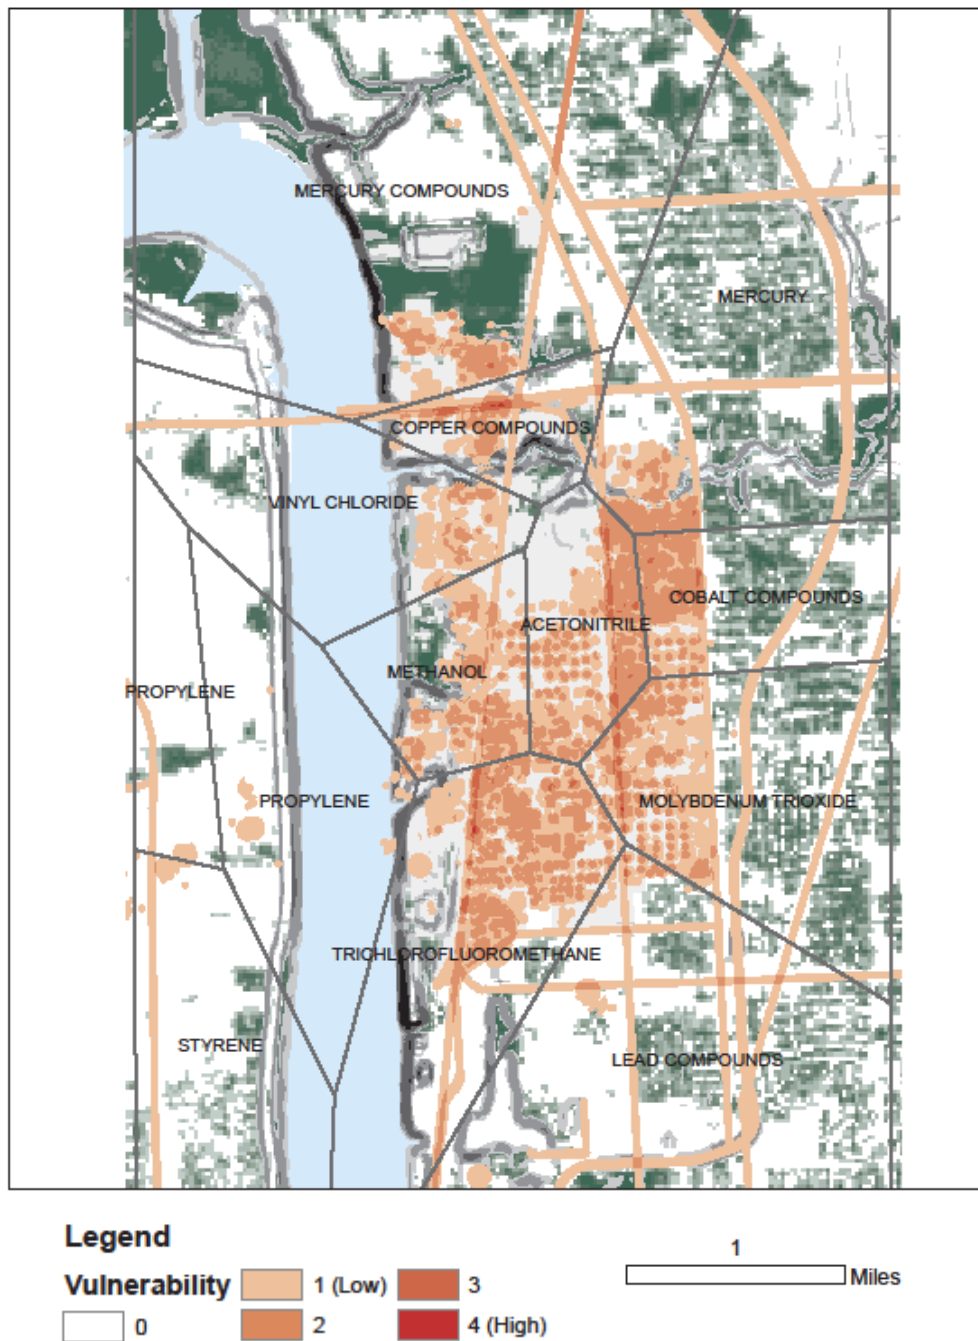 MERCURY COMPOUNDS
MERCURY
COPPER COMPOUNDS
VINYL CHLORIDE
COBALT COMPOUNDS
ACETONITRILE
METHANOL
PROPYLENE
PROPYLENE
MOLYBDENUM TRIOXIDE
TRICHLOROFLUOROMETHANE
STYRENE
LEAD COMPOUNDS
Legend
Vulnerability
0
1 (Low)
2
3
4 (High)
1
Miles